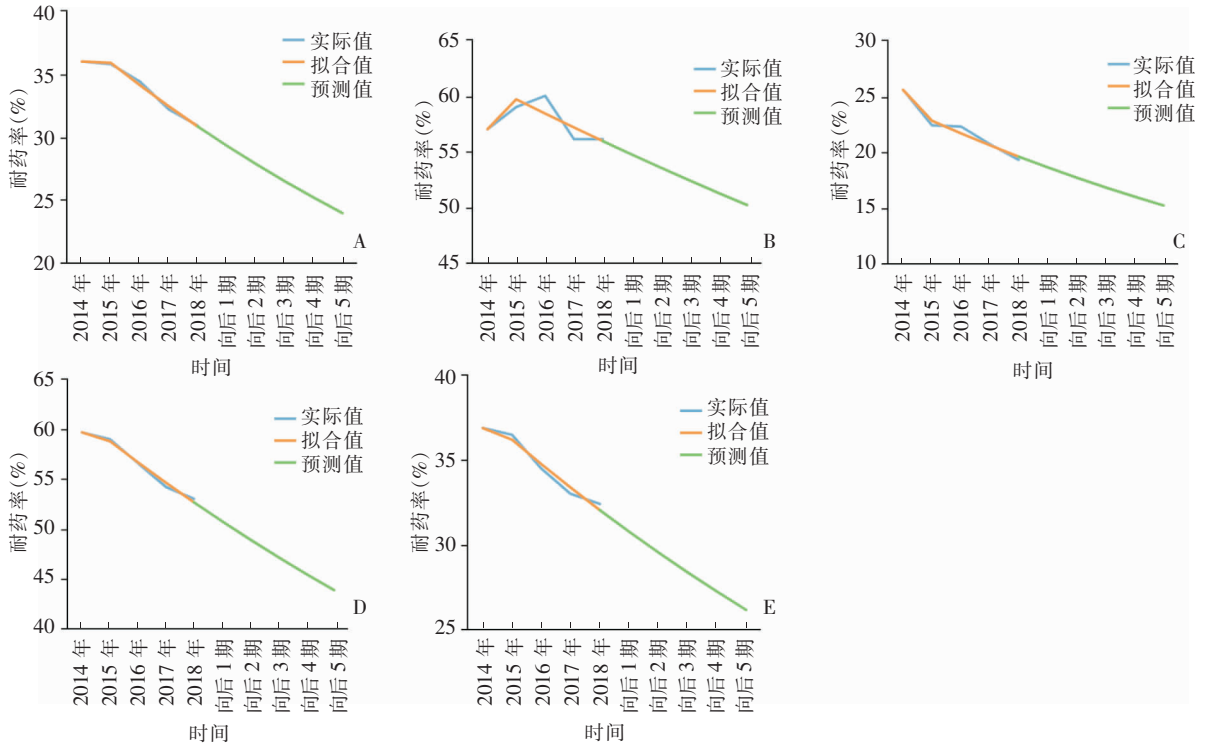 40
35
30
25
20
耐药率(%)
实际值
拟合值
预测值
A
2014 年
2015 年
2016 年
2017 年
2018 年
向后 1 期
向后 2 期
向后 3 期
向后 4 期
向后 5 期
时间
65
60
55
50
45
耐药率(%)
实际值
拟合值
预测值
B
2014 年
2015 年
2016 年
2017 年
2018 年
向后 1 期
向后 2 期
向后 3 期
向后 4 期
向后 5 期
时间
30
25
20
15
10
耐药率(%)
实际值
拟合值
预测值
C
2014 年
2015 年
2016 年
2017 年
2018 年
向后 1 期
向后 2 期
向后 3 期
向后 4 期
向后 5 期
时间
65
60
55
50
45
40
耐药率(%)
实际值
拟合值
预测值
D
2014 年
2015 年
2016 年
2017 年
2018 年
向后 1 期
向后 2 期
向后 3 期
向后 4 期
向后 5 期
时间
40
35
30
25
耐药率(%)
实际值
拟合值
预测值
E
2014 年
2015 年
2016 年
2017 年
2018 年
向后 1 期
向后 2 期
向后 3 期
向后 4 期
向后 5 期
时间